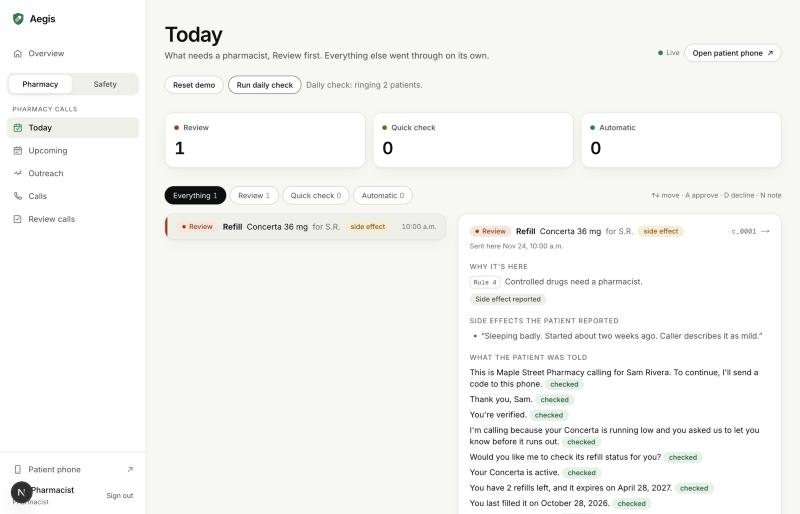 Aegis
Overview
Pharmacy
Safety
PHARMACY CALLS
Today
Upcoming
Outreach
Calls
Review calls
Patient phone
N
Pharmacist
Sign out
Today
What needs a pharmacist, Review first. Everything else went through on its own.
Live
Open patient phone ↗
Reset demo
Run daily check
Daily check: ringing 2 patients.
Review
1
Quick check
0
Automatic
0
Everything 1
Review 1
Quick check 0
Automatic 0
↑↓ move · A approve · D decline · N note
Review Refill Concerta 36 mg for S.R. side effect 10:00 a.m.
Review Refill Concerta 36 mg for S.R. side effect c_0001 →
Sent here Nov 24, 10:00 a.m.
WHY IT'S HERE
Rule 4 Controlled drugs need a pharmacist.
Side effect reported
SIDE EFFECTS THE PATIENT REPORTED
• “Sleeping badly. Started about two weeks ago. Caller describes it as mild.”
WHAT THE PATIENT WAS TOLD
This is Maple Street Pharmacy calling for Sam Rivera. To continue, I'll send a
code to this phone. checked
Thank you, Sam. checked
You're verified. checked
I'm calling because your Concerta is running low and you asked us to let you
know before it runs out. checked
Would you like me to check its refill status for you? checked
Your Concerta is active. checked
You have 2 refills left, and it expires on April 28, 2027. checked
You last filled it on October 28, 2026. checked